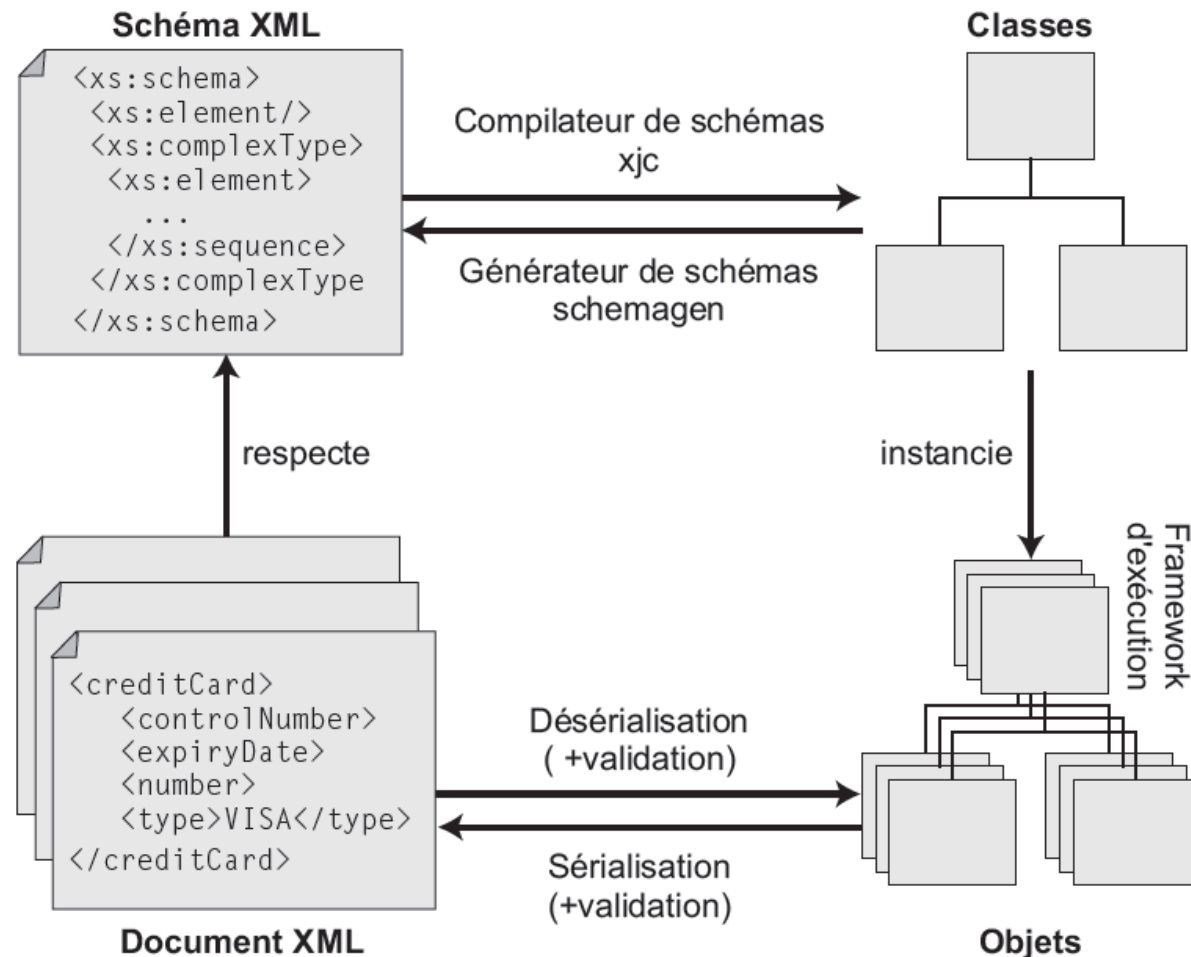 Schéma XML
<xs:schema>
<xs:element/>
<xs:complexType>
<xs:element>
...
</xs:sequence>
</xs:complexType
</xs:schema>
Compilateur de schémas
xjc
Générateur de schémas
schemagen
Classes
respecte
instancie
Framework
d'exécution
<creditCard>
<controlNumber>
<expiryDate>
<number>
<type>VISA</type>
</creditCard>
Désérialisation
( +validation)
Sérialisation
(+validation)
Document XML
Objets